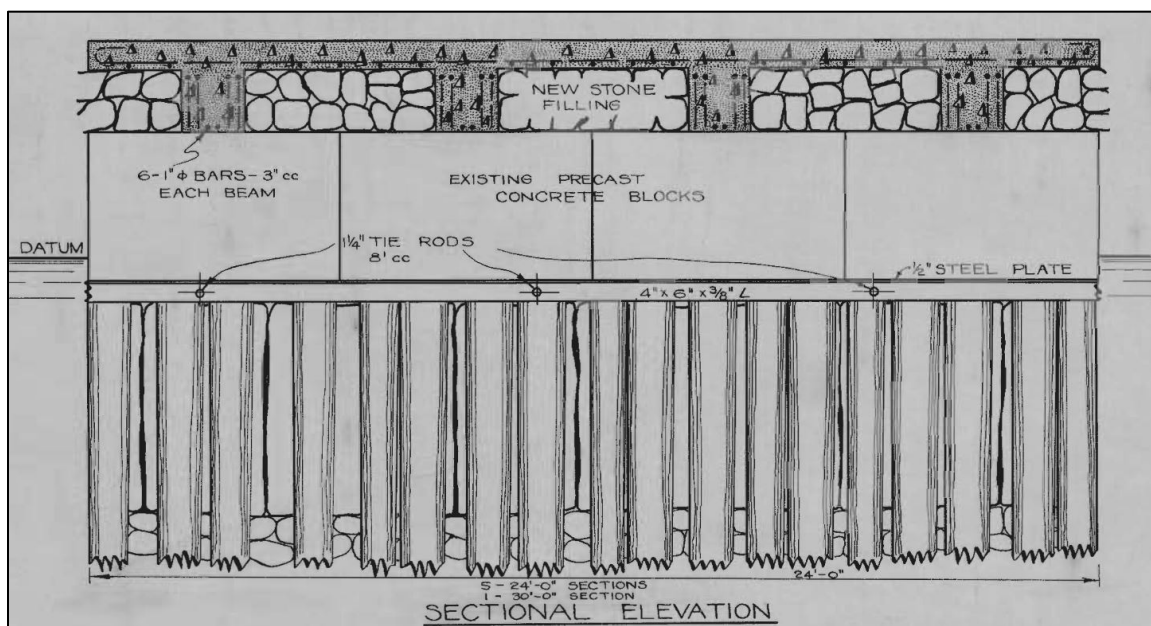 NEW STONE
FILLING
6-1" ϕ BARS-3" cc
EACH BEAM
EXISTING PRECAST
CONCRETE BLOCKS
DATUM
1¼" TIE RODS
8' cc
½" STEEL PLATE
4" x 6" x 3/8" L
24'-0"
5-24'-0" SECTIONS
1-30'-0" SECTION
SECTIONAL ELEVATION